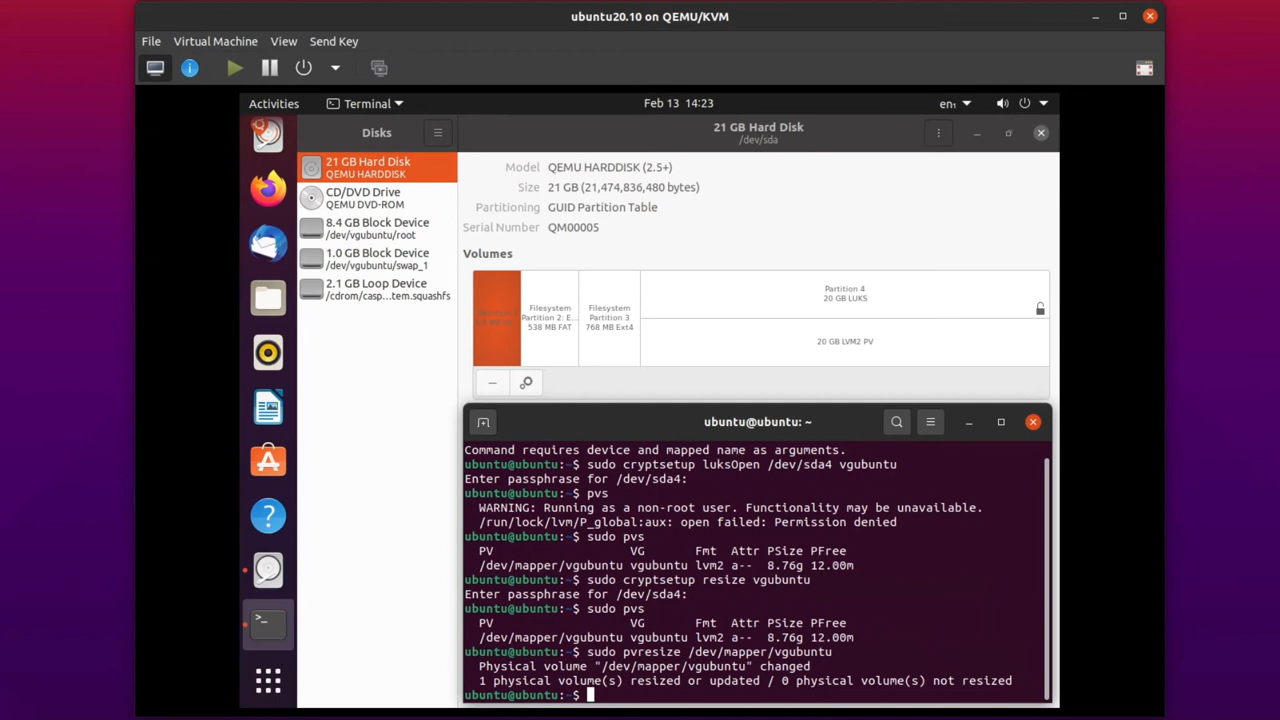 ubuntu20.10 on QEMU/KVM
File Virtual Machine View Send Key
Activities Terminal Feb 13 14:23 en1
Disks
21 GB Hard Disk
/dev/sda
21 GB Hard Disk
QEMU HARDDISK
CD/DVD Drive
QEMU DVD-ROM
8.4 GB Block Device
/dev/vgubuntu/root
1.0 GB Block Device
/dev/vgubuntu/swap_1
2.1 GB Loop Device
/cdrom/casp...tem.squashfs
Model QEMU HARDDISK (2.5+)
Size 21 GB (21,474,836,480 bytes)
Partitioning GUID Partition Table
Serial Number QM00005
Volumes
Filesystem
Partition 2: E...
538 MB FAT
Filesystem
Partition 3
768 MB Ext4
Partition 4
20 GB LUKS
20 GB LVM2 PV
ubuntu@ubuntu: ~
Command requires device and mapped name as arguments.
ubuntu@ubuntu:~$ sudo cryptsetup luksOpen /dev/sda4 vgubuntu
Enter passphrase for /dev/sda4:
ubuntu@ubuntu:~$ pvs
WARNING: Running as a non-root user. Functionality may be unavailable.
/run/lock/lvm/P_global:aux: open failed: Permission denied
ubuntu@ubuntu:~$ sudo pvs
PV VG Fmt Attr PSize PFree
/dev/mapper/vgubuntu vgubuntu lvm2 a-- 8.76g 12.00m
ubuntu@ubuntu:~$ sudo cryptsetup resize vgubuntu
Enter passphrase for /dev/sda4:
ubuntu@ubuntu:~$ sudo pvs
PV VG Fmt Attr PSize PFree
/dev/mapper/vgubuntu vgubuntu lvm2 a-- 8.76g 12.00m
ubuntu@ubuntu:~$ sudo pvresize /dev/mapper/vgubuntu
Physical volume "/dev/mapper/vgubuntu" changed
1 physical volume(s) resized or updated / 0 physical volume(s) not resized
ubuntu@ubuntu:~$